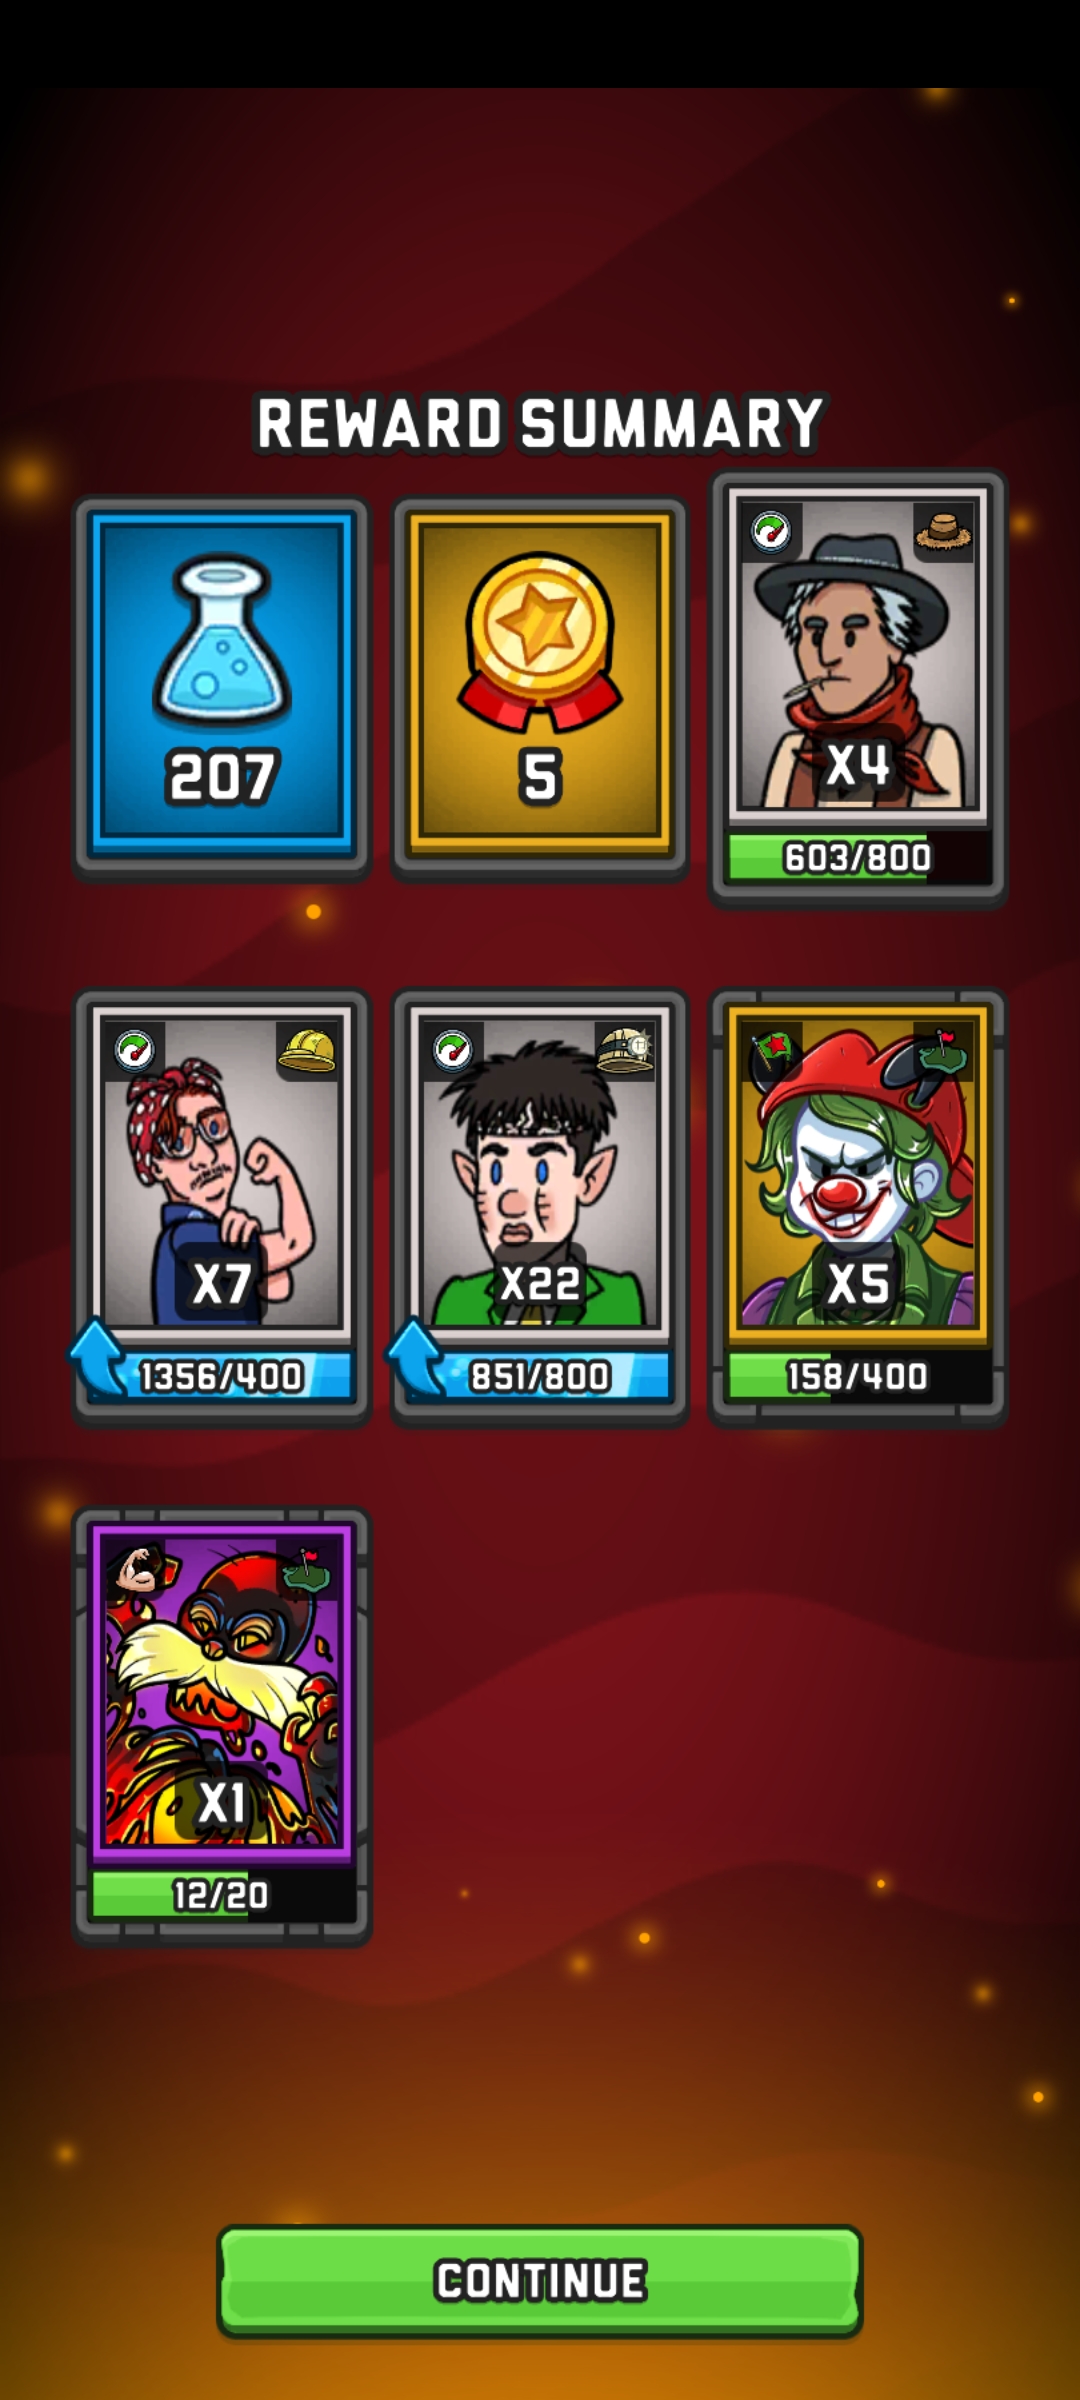 REWARD SUMMARY
207
5
X4
603/800
X7
1356/400
X22
851/800
X5
158/400
X1
12/20
CONTINUE